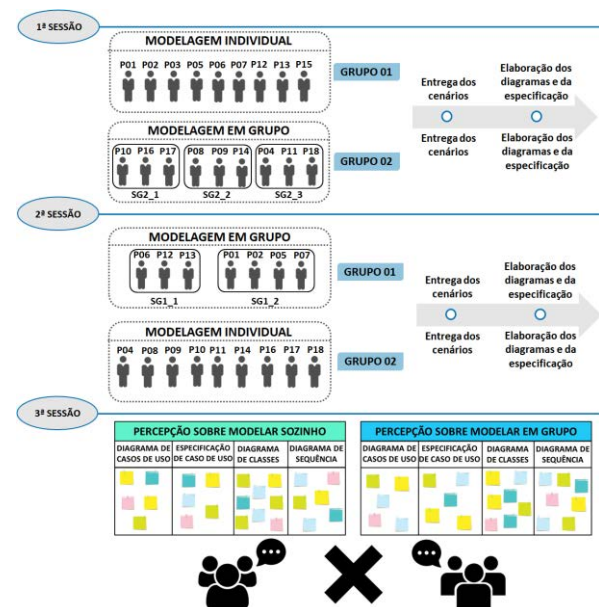 1ª SESSÃO
MODELAGEM INDIVIDUAL
P01 P02 P03 P05 P06 P07 P12 P13 P15
GRUPO 01
MODELAGEM EM GRUPO
P10 P16 P17 P08 P09 P14 P04 P11 P18
SG2_1 SG2_2 SG2_3
GRUPO 02
Entrega dos
cenários
Elaboração dos
diagramas e da
especificação
Entrega dos
cenários
Elaboração dos
diagramas e da
especificação
2ª SESSÃO
MODELAGEM EM GRUPO
P06 P12 P13 P01 P02 P05 P07
SG1_1 SG1_2
GRUPO 01
MODELAGEM INDIVIDUAL
P04 P08 P09 P10 P11 P14 P16 P17 P18
GRUPO 02
Entrega dos
cenários
Elaboração dos
diagramas e da
especificação
Entrega dos
cenários
Elaboração dos
diagramas e da
especificação
3ª SESSÃO
PERCEPÇÃO SOBRE MODELAR SOZINHO
DIAGRAMA DE
CASOS DE USO
ESPECIFICAÇÃO
DE CASO DE USO
DIAGRAMA
DE CLASSES
DIAGRAMA DE
SEQUÊNCIA
PERCEPÇÃO SOBRE MODELAR EM GRUPO
DIAGRAMA DE
CASOS DE USO
ESPECIFICAÇÃO
DE CASO DE USO
DIAGRAMA
DE CLASSES
DIAGRAMA DE
SEQUÊNCIA